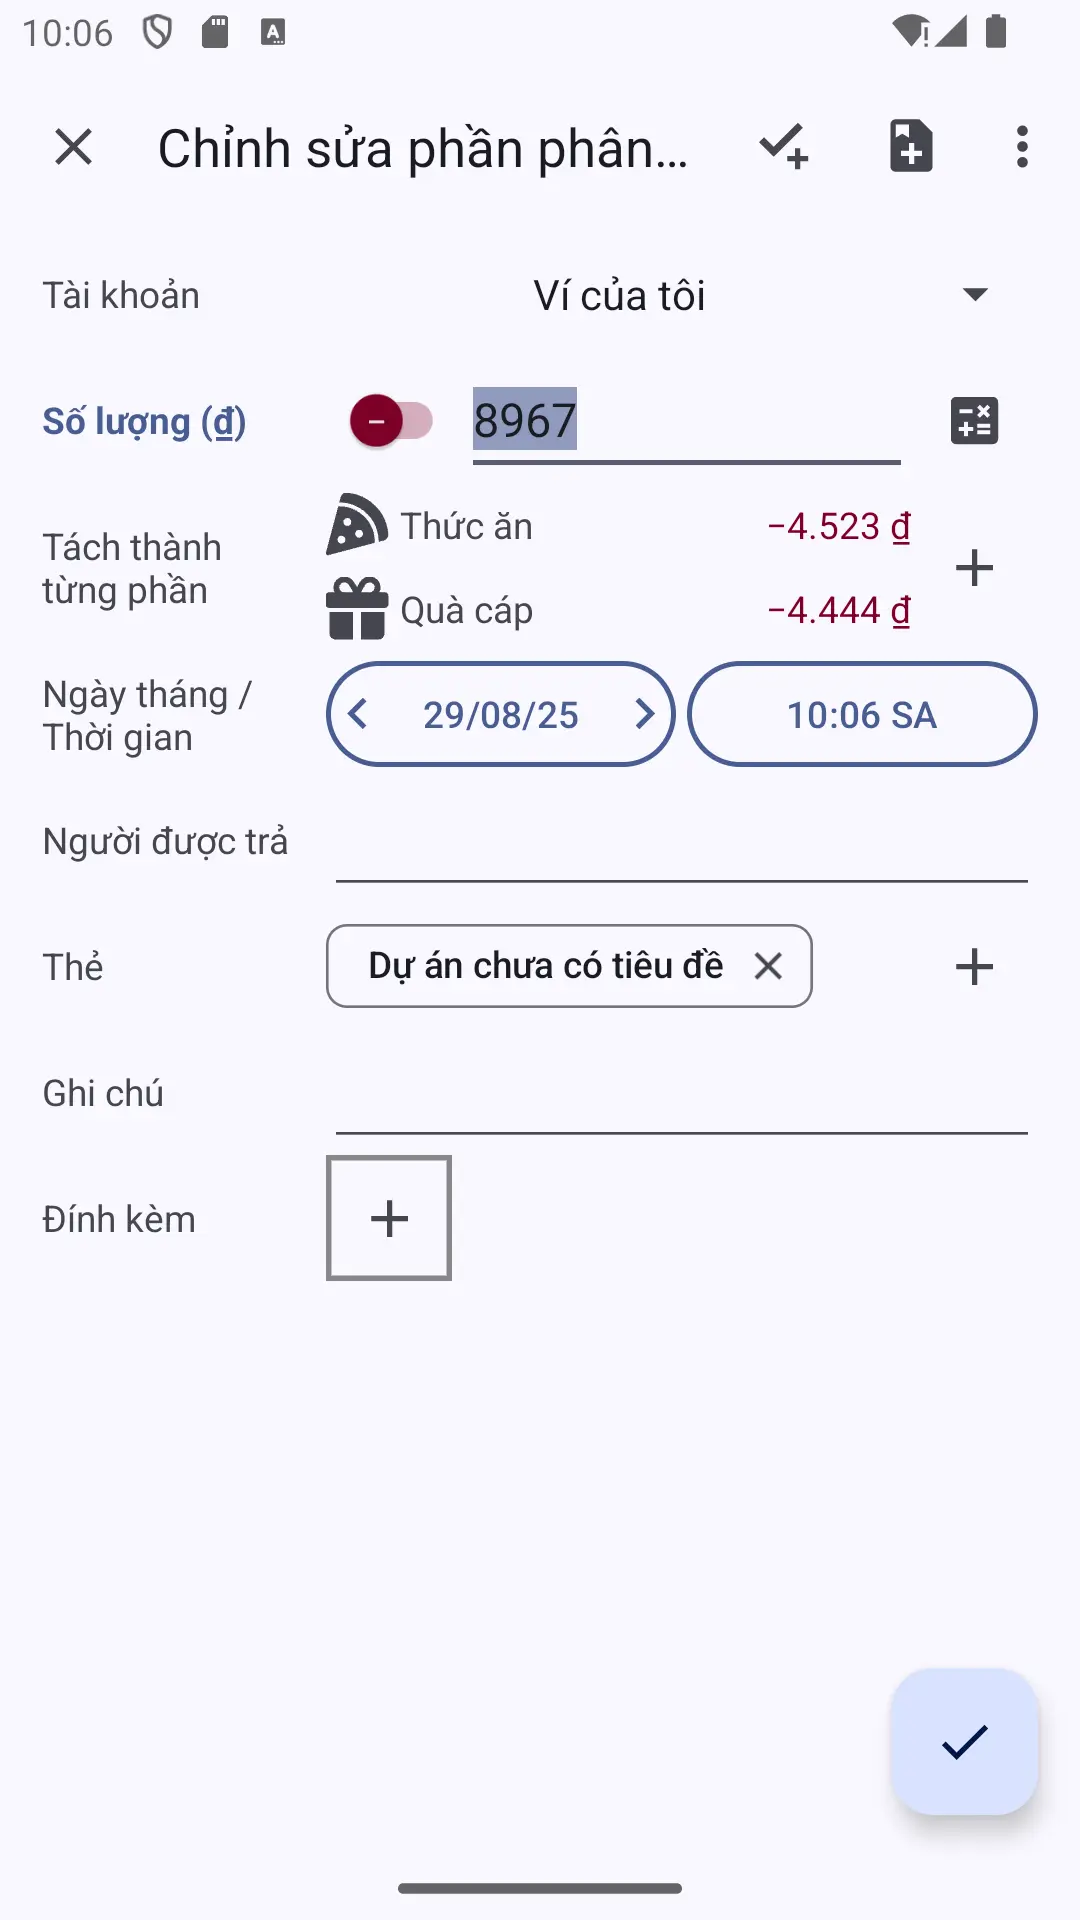 10:06
Chỉnh sửa phần phân...
Tài khoản
Ví của tôi
Số lượng (₫)
8967
Tách thành
từng phần
Thức ăn
−4.523 ₫
Quà cáp
−4.444 ₫
Ngày tháng /
Thời gian
29/08/25
10:06 SA
Người được trả
Thẻ
Dự án chưa có tiêu đề
Ghi chú
Đính kèm